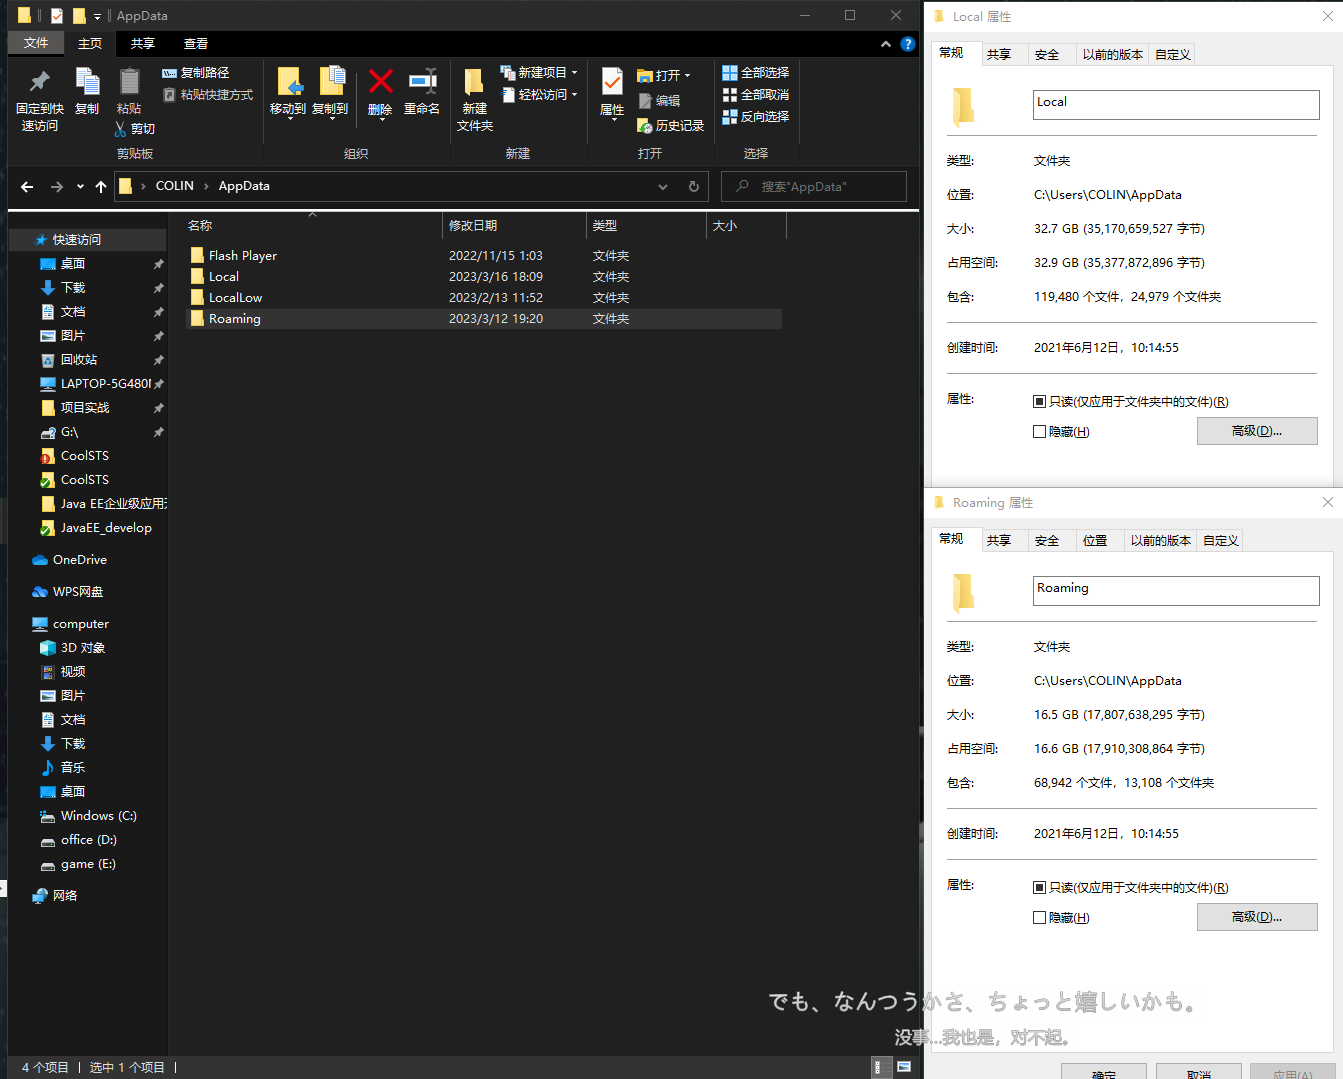 AppData
文件 主页 共享 查看
固定到快速访问
复制
粘贴
复制路径
粘贴快捷方式
剪切
剪贴板
移动到
复制到
删除
重命名
组织
新建文件夹
新建项目
轻松访问
新建
属性
打开
编辑
历史记录
打开
全部选择
全部取消
反向选择
选择
COLIN › AppData
搜索"AppData"
快速访问
桌面
下载
文档
图片
回收站
LAPTOP-5G480
项目实战
G:\
CoolSTS
CoolSTS
Java EE企业级应用
JavaEE_develop
OneDrive
WPS网盘
computer
3D 对象
视频
图片
文档
下载
音乐
桌面
Windows (C:)
office (D:)
game (E:)
网络
名称 修改日期 类型 大小
Flash Player 2022/11/15 1:03 文件夹
Local 2023/3/16 18:09 文件夹
LocalLow 2023/2/13 11:52 文件夹
Roaming 2023/3/12 19:20 文件夹
4 个项目 选中 1 个项目
Local 属性
常规 共享 安全 以前的版本 自定义
Local
类型: 文件夹
位置: C:\Users\COLIN\AppData
大小: 32.7 GB (35,170,659,527 字节)
占用空间: 32.9 GB (35,377,872,896 字节)
包含: 119,480 个文件，24,979 个文件夹
创建时间: 2021年6月12日，10:14:55
属性: 只读(仅应用于文件夹中的文件)(R)
隐藏(H) 高级(D)...
Roaming 属性
常规 共享 安全 位置 以前的版本 自定义
Roaming
类型: 文件夹
位置: C:\Users\COLIN\AppData
大小: 16.5 GB (17,807,638,295 字节)
占用空间: 16.6 GB (17,910,308,864 字节)
包含: 68,942 个文件，13,108 个文件夹
创建时间: 2021年6月12日，10:14:55
属性: 只读(仅应用于文件夹中的文件)(R)
隐藏(H) 高级(D)...
でも、なんつうかさ、ちょっと嬉しいかも。
没事...我也是，对不起。
确定 取消 应用(A)